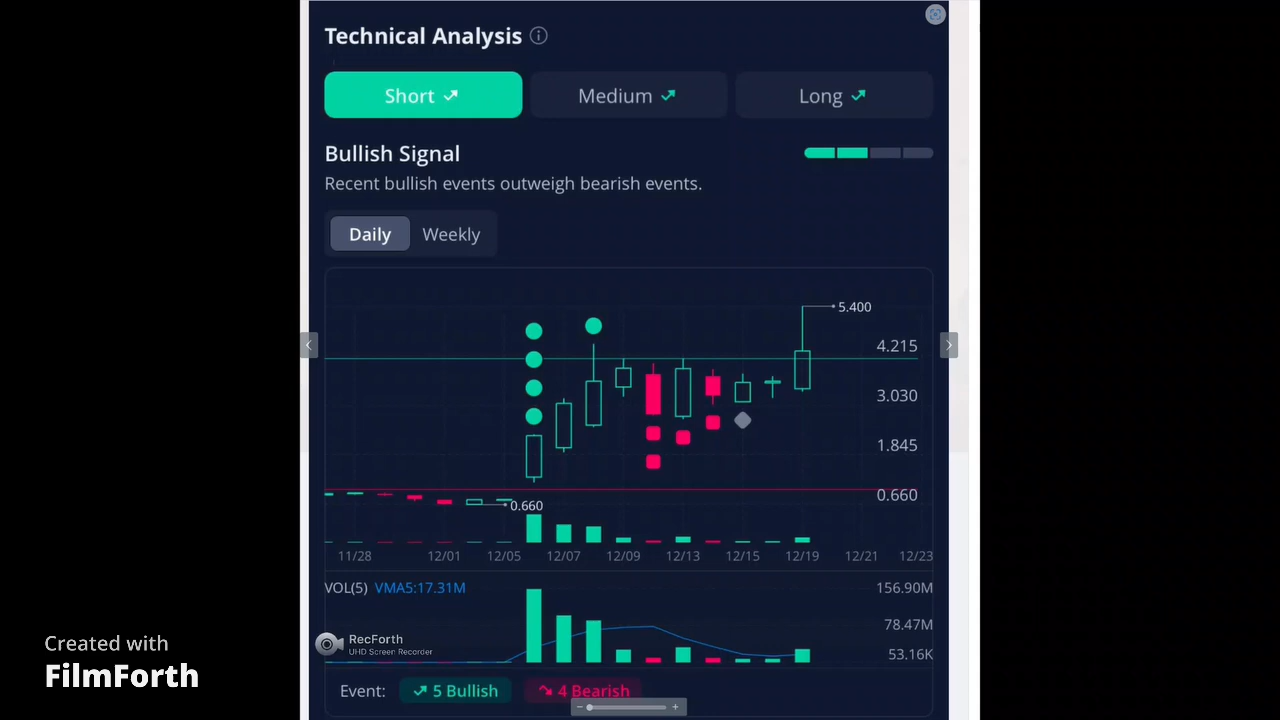 Technical Analysis
Short Medium Long
Bullish Signal
Recent bullish events outweigh bearish events.
Daily Weekly
5.400
4.215
3.030
1.845
0.660
0.660
11/28 12/01 12/05 12/07 12/09 12/13 12/15 12/19 12/21 12/23
VOL(5) VMA5:17.31M 156.90M
78.47M
53.16K
RecForth
UHD Screen Recorder
Created with
FilmForth
Event: 5 Bullish 4 Bearish